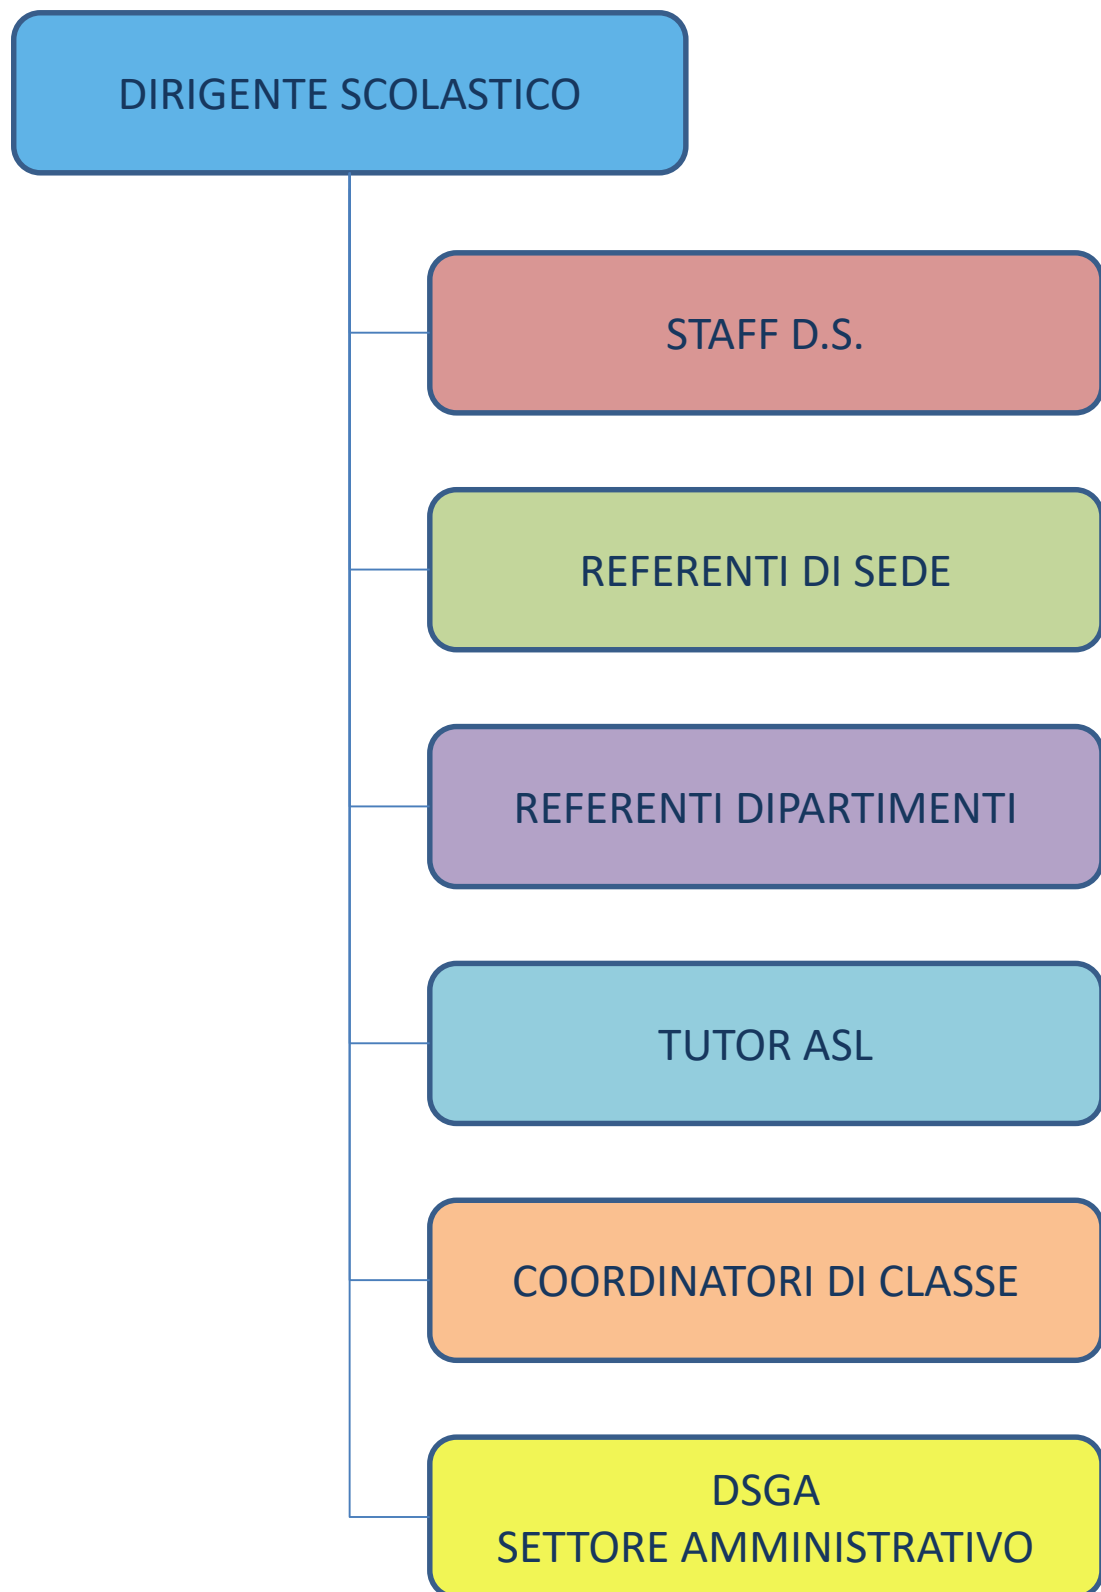 DIRIGENTE SCOLASTICO
STAFF D.S.
REFERENTI DI SEDE
REFERENTI DIPARTIMENTI
TUTOR ASL
COORDINATORI DI CLASSE
DSGA
SETTORE AMMINISTRATIVO